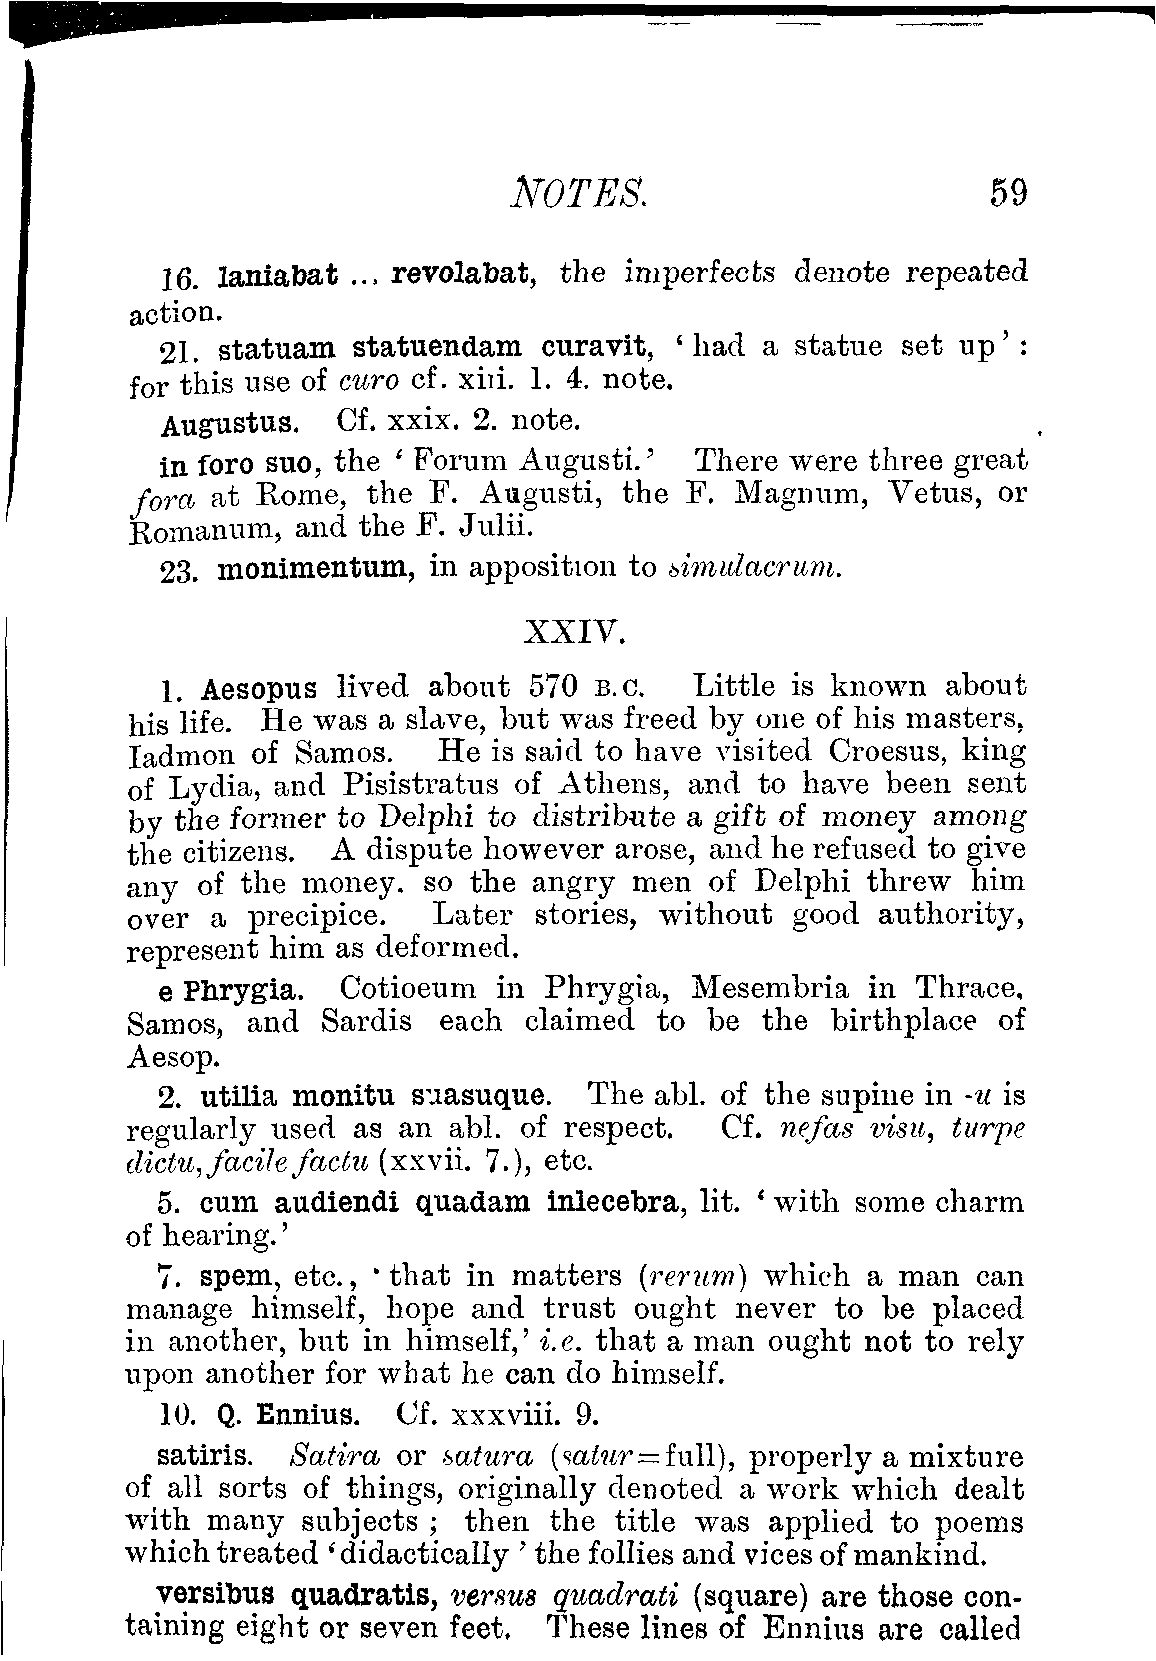 NOTES. 59
16. laniabat ... revolabat, the imperfects denote repeated
action.
21. statuam statuendam curavit, ‘had a statue set up’:
for this use of curo cf. xiii. 1. 4. note.
Augustus. Cf. xxix. 2. note.
in foro suo, the ‘Forum Augusti.’ There were three great
fora at Rome, the F. Augusti, the F. Magnum, Vetus, or
Romanum, and the F. Julii.
23. monimentum, in apposition to simulacrum.
XXIV.
1. Aesopus lived about 570 B.C. Little is known about
his life. He was a slave, but was freed by one of his masters,
Iadmon of Samos. He is said to have visited Croesus, king
of Lydia, and Pisistratus of Athens, and to have been sent
by the former to Delphi to distribute a gift of money among
the citizens. A dispute however arose, and he refused to give
any of the money. so the angry men of Delphi threw him
over a precipice. Later stories, without good authority,
represent him as deformed.
e Phrygia. Cotioeum in Phrygia, Mesembria in Thrace,
Samos, and Sardis each claimed to be the birthplace of
Aesop.
2. utilia monitu suasuque. The abl. of the supine in -u is
regularly used as an abl. of respect. Cf. nefas visu, turpe
dictu, facile factu (xxvii. 7.), etc.
5. cum audiendi quadam inlecebra, lit. ‘with some charm
of hearing.’
7. spem, etc., ‘that in matters (rerum) which a man can
manage himself, hope and trust ought never to be placed
in another, but in himself,’ i.e. that a man ought not to rely
upon another for what he can do himself.
10. Q. Ennius. Cf. xxxviii. 9.
satiris. Satira or satura (satur=full), properly a mixture
of all sorts of things, originally denoted a work which dealt
with many subjects; then the title was applied to poems
which treated ‘didactically’ the follies and vices of mankind.
versibus quadratis, versus quadrati (square) are those con-
taining eight or seven feet. These lines of Ennius are called